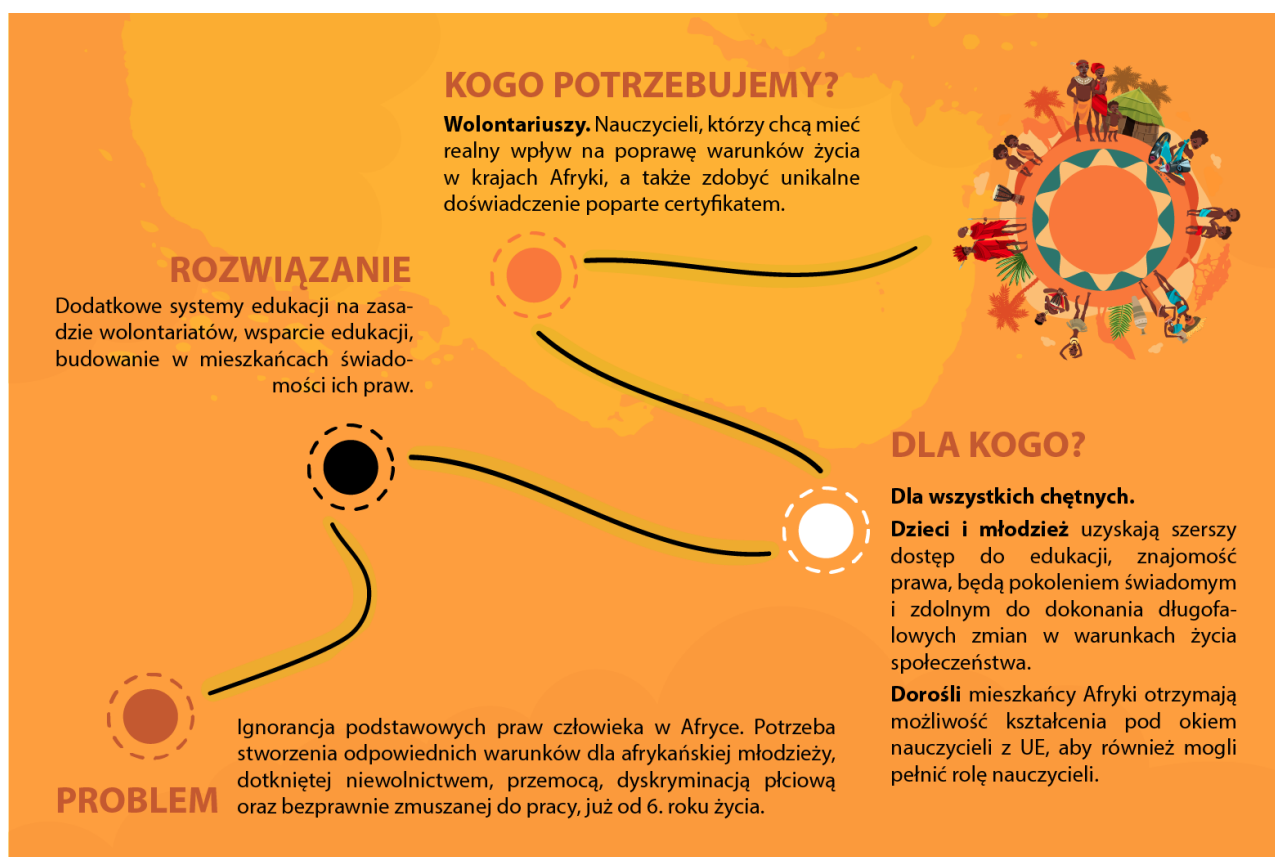 KOGO POTRZEBUJEMY?
Wolontariuszy. Nauczycieli, którzy chcą mieć
realny wpływ na poprawę warunków życia
w krajach Afryki, a także zdobyć unikalne
doświadczenie poparte certyfikatem.
ROZWIĄZANIE
Dodatkowe systemy edukacji na zasa-
dzie wolontariatów, wsparcie edukacji,
budowanie w mieszkańcach świado-
mości ich praw.
DLA KOGO?
Dla wszystkich chętnych.
Dzieci i młodzież uzyskają szerszy
dostęp do edukacji, znajomość
prawa, będą pokoleniem świadomym
i zdolnym do dokonania długofa-
lowych zmian w warunkach życia
społeczeństwa.
Dorośli mieszkańcy Afryki otrzymają
możliwość kształcenia pod okiem
nauczycieli z UE, aby również mogli
pełnić rolę nauczycieli.
PROBLEM
Ignorancja podstawowych praw człowieka w Afryce. Potrzeba
stworzenia odpowiednich warunków dla afrykańskiej młodzieży,
dotkniętej niewolnictwem, przemocą, dyskryminacją płciową
oraz bezprawnie zmuszanej do pracy, już od 6. roku życia.